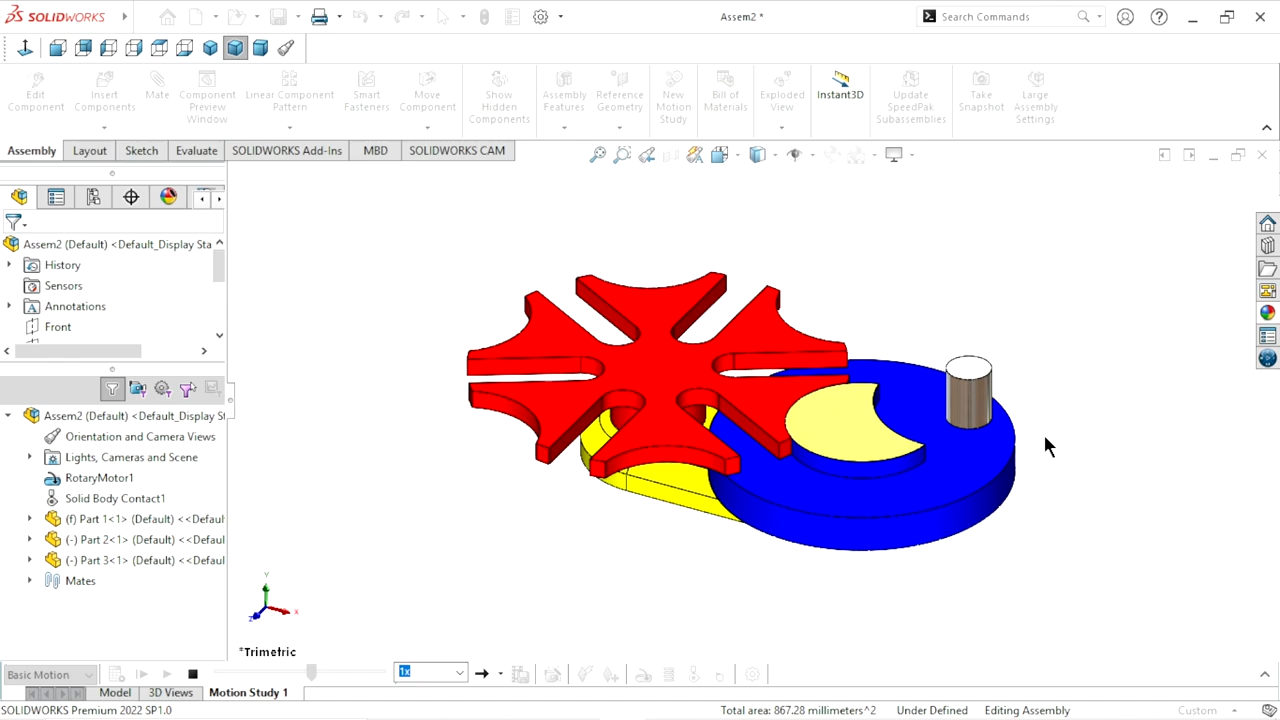 SOLIDWORKS
Assem2 *
Search Commands
Edit Component
Insert Components
Mate
Component Preview Window
Linear Component Pattern
Smart Fasteners
Move Component
Show Hidden Components
Assembly Features
Reference Geometry
New Motion Study
Bill of Materials
Exploded View
Instant3D
Update SpeedPak Subassemblies
Take Snapshot
Large Assembly Settings
Assembly
Layout
Sketch
Evaluate
SOLIDWORKS Add-Ins
MBD
SOLIDWORKS CAM
Assem2 (Default) <Default_Display Sta
History
Sensors
Annotations
Front
Assem2 (Default) <Default_Display St
Orientation and Camera Views
Lights, Cameras and Scene
RotaryMotor1
Solid Body Contact1
(f) Part 1<1> (Default) <<Defaul
(-) Part 2<1> (Default) <<Defau
(-) Part 3<1> (Default) <<Defau
Mates
Y
X
Z
*Trimetric
Basic Motion
1x
Model
3D Views
Motion Study 1
SOLIDWORKS Premium 2022 SP1.0
Total area: 867.28 millimeters^2
Under Defined
Editing Assembly
Custom